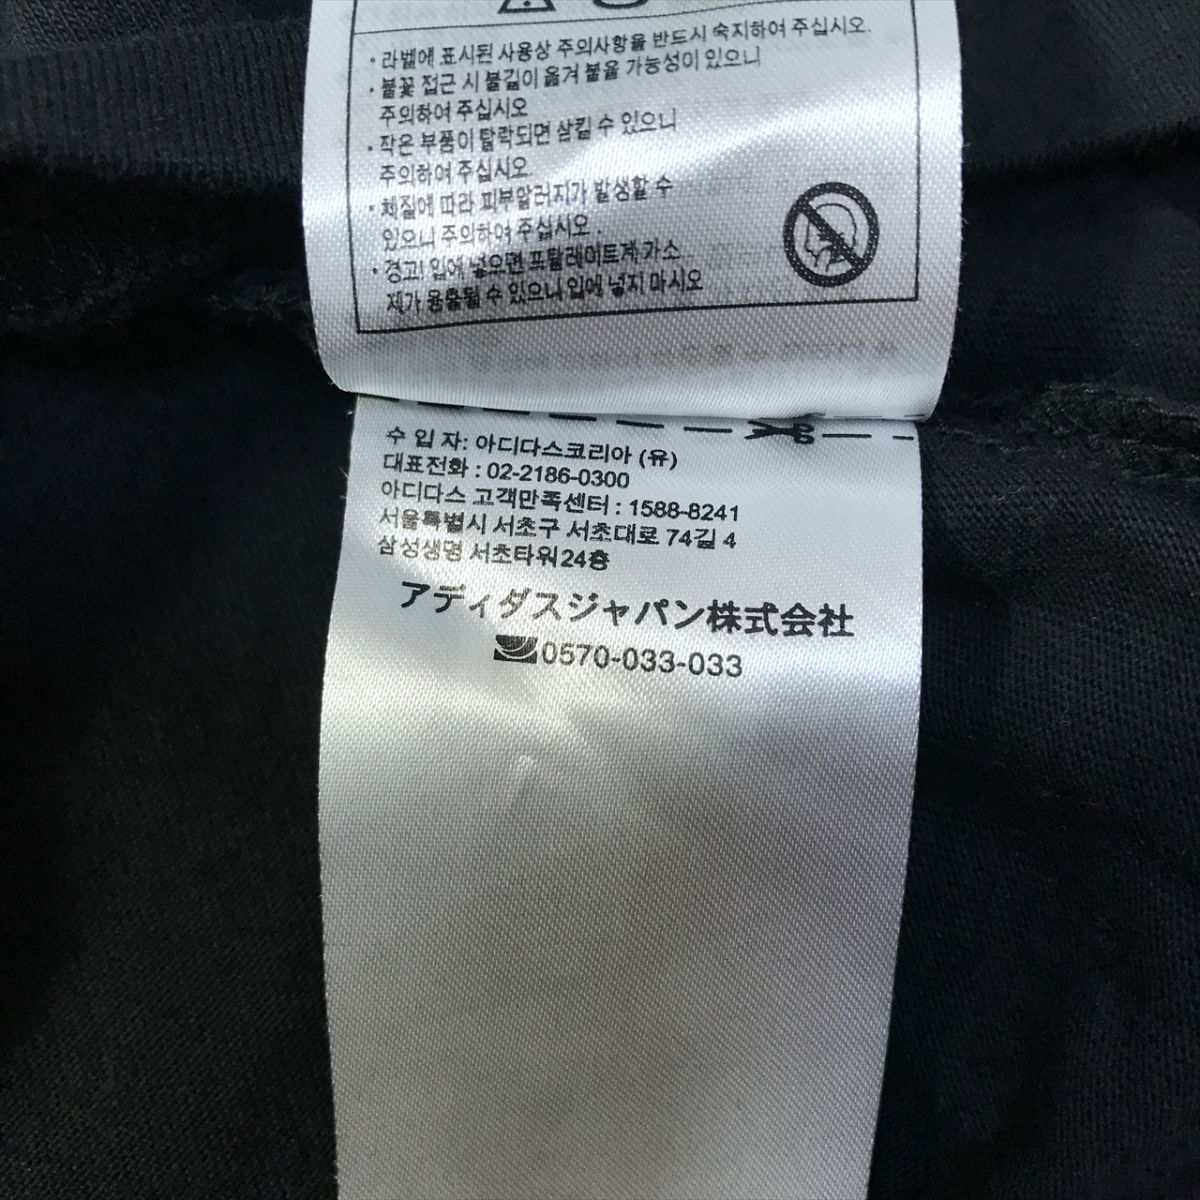 · 라벨에 표시된 사용상 주의사항을 반드시 숙지하여 주십시오.
· 불꽃 접근 시 불길이 옮겨 붙을 가능성이 있으니
주의하여 주십시오
· 작은 부품이 탈락되면 삼킬 수 있으니
주의하여 주십시오.
· 체질에 따라 피부알러지가 발생할 수
있으니 주의하여 주십시오.
· 경고! 입에 넣으면 프탈레이트계 가소
제가 용출될 수 있으니 입에 넣지 마시오
수 입 자: 아디다스코리아 (유)
대표전화 : 02-2186-0300
아디다스 고객만족센터 : 1588-8241
서울특별시 서초구 서초대로 74길 4
삼성생명 서초타워24층
アディダスジャパン株式会社
0570-033-033